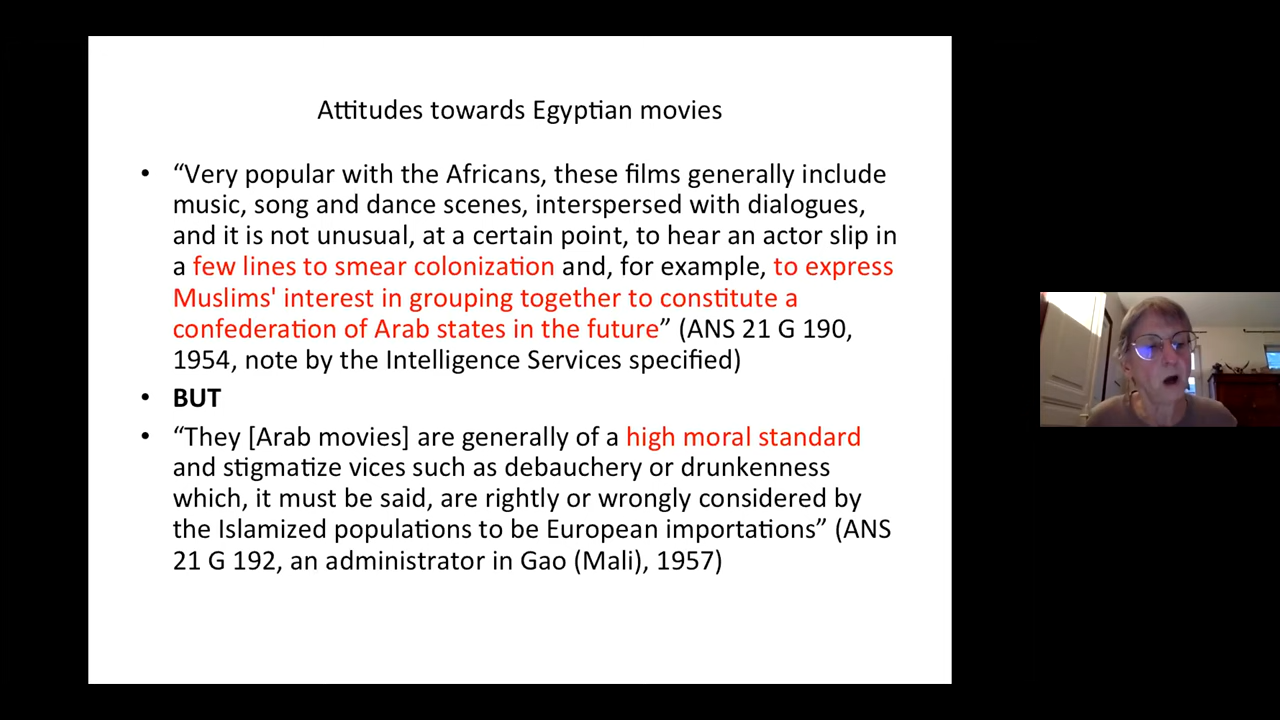 Attitudes towards Egyptian movies
• “Very popular with the Africans, these films generally include
music, song and dance scenes, interspersed with dialogues,
and it is not unusual, at a certain point, to hear an actor slip in
a few lines to smear colonization and, for example, to express
Muslims' interest in grouping together to constitute a
confederation of Arab states in the future” (ANS 21 G 190,
1954, note by the Intelligence Services specified)
• BUT
• “They [Arab movies] are generally of a high moral standard
and stigmatize vices such as debauchery or drunkenness
which, it must be said, are rightly or wrongly considered by
the Islamized populations to be European importations” (ANS
21 G 192, an administrator in Gao (Mali), 1957)